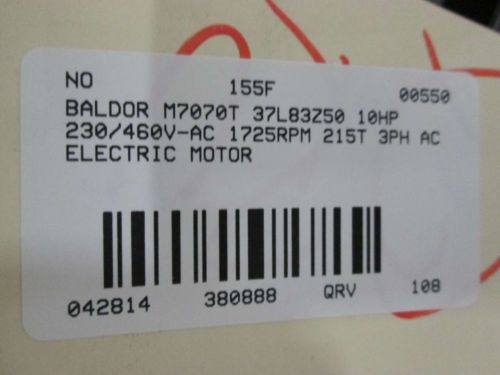 NO 155F 00550
BALDOR M7070T 37L83Z50 10HP
230/460V-AC 1725RPM 215T 3PH AC
ELECTRIC MOTOR
042814 380888 QRV 108